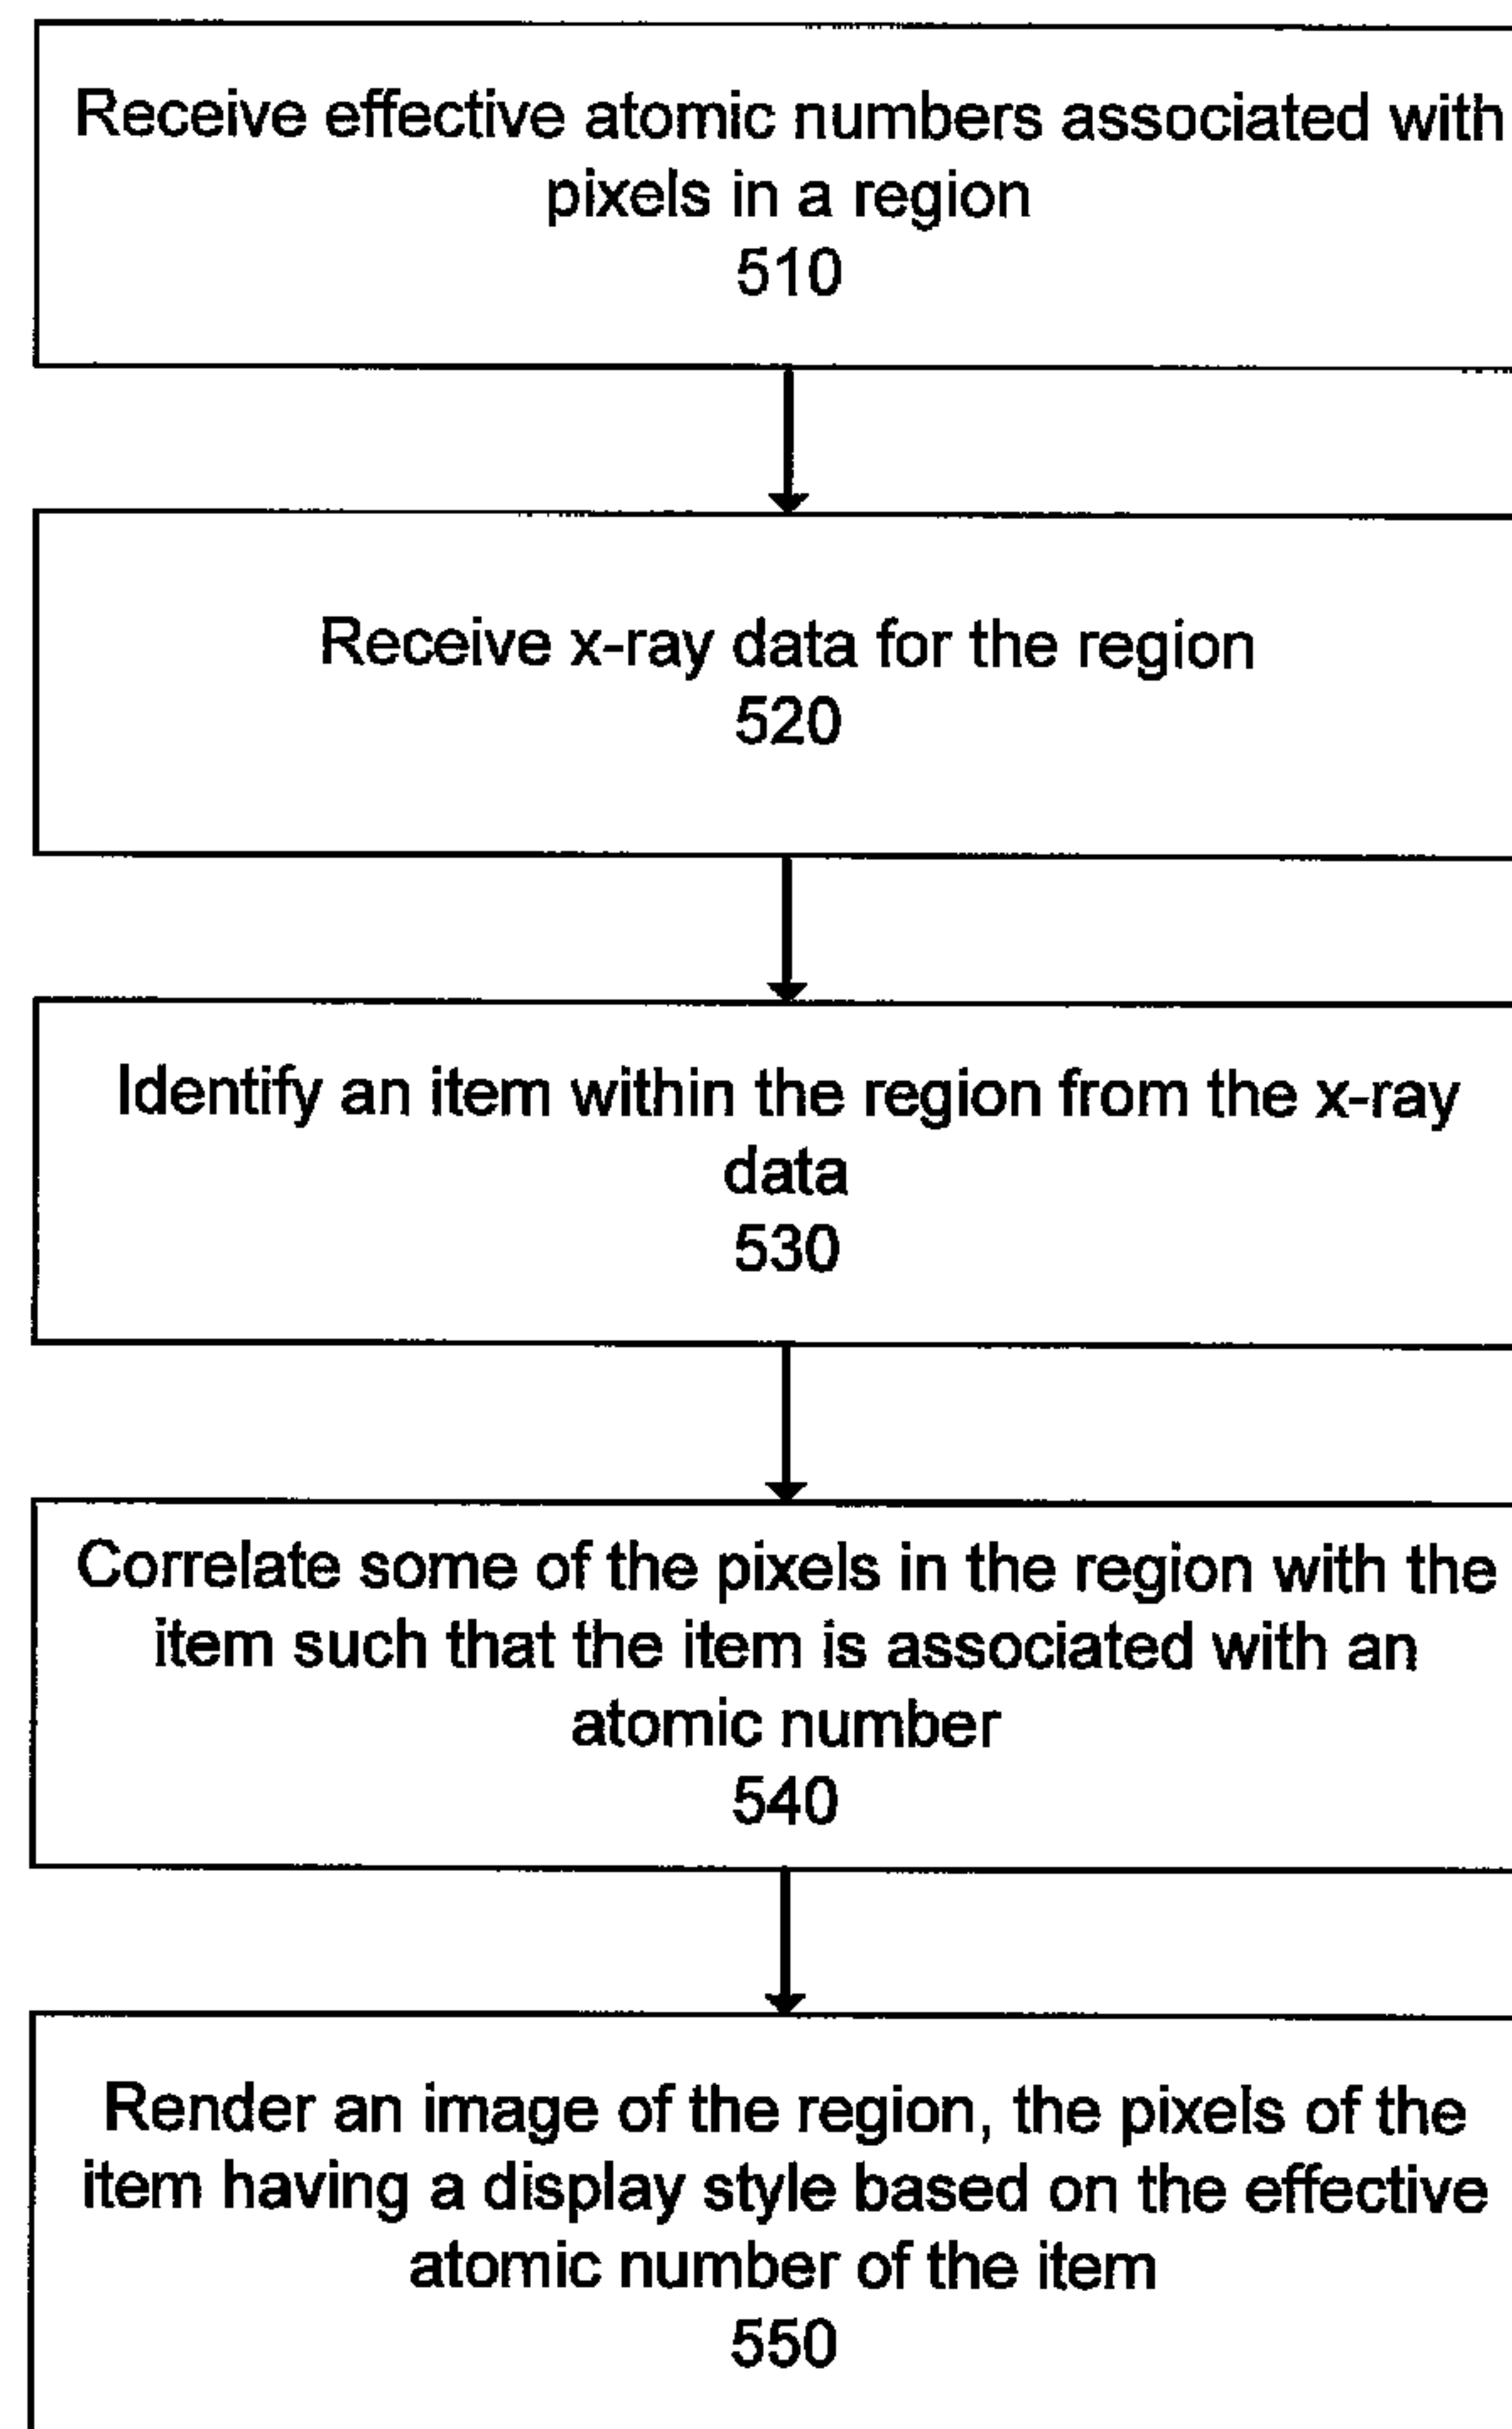 Receive effective atomic numbers associated with
pixels in a region
510
Receive x-ray data for the region
520
Identify an item within the region from the x-ray
data
530
Correlate some of the pixels in the region with the
item such that the item is associated with an
atomic number
540
Render an image of the region, the pixels of the
item having a display style based on the effective
atomic number of the item
550